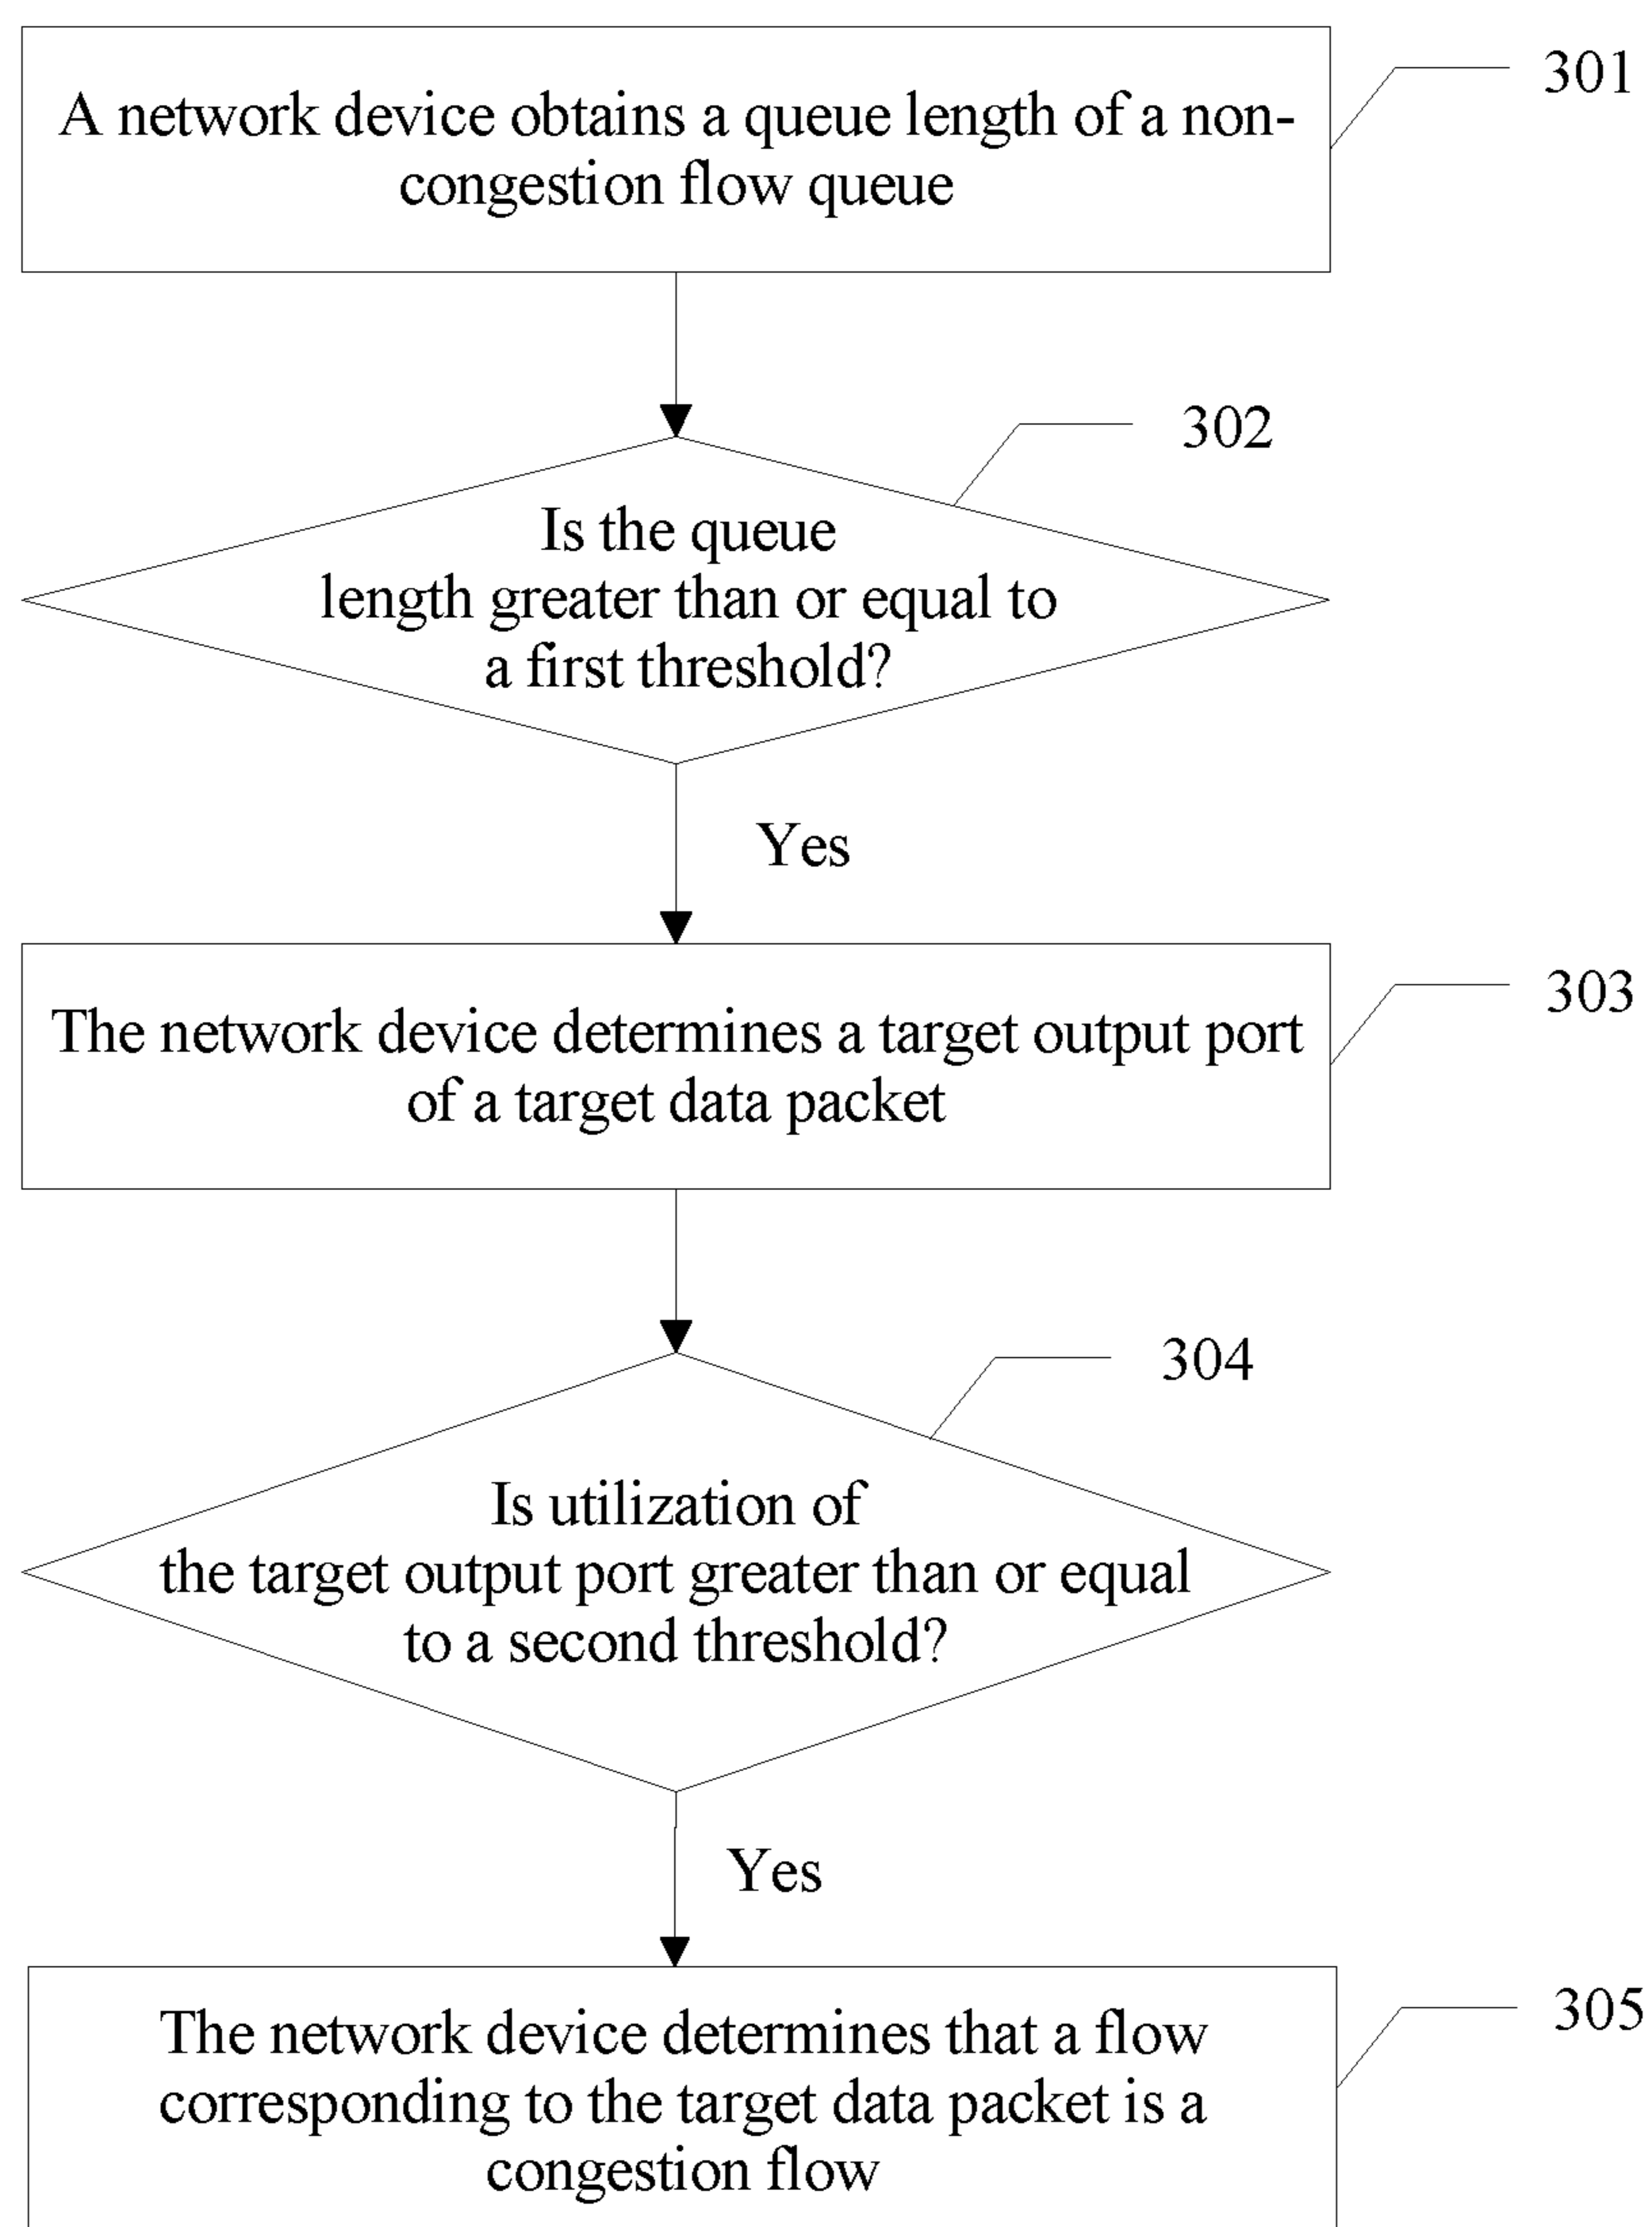 A network device obtains a queue length of a non-
congestion flow queue
301
302
Is the queue
length greater than or equal to
a first threshold?
Yes
303
The network device determines a target output port
of a target data packet
304
Is utilization of
the target output port greater than or equal
to a second threshold?
Yes
305
The network device determines that a flow
corresponding to the target data packet is a
congestion flow